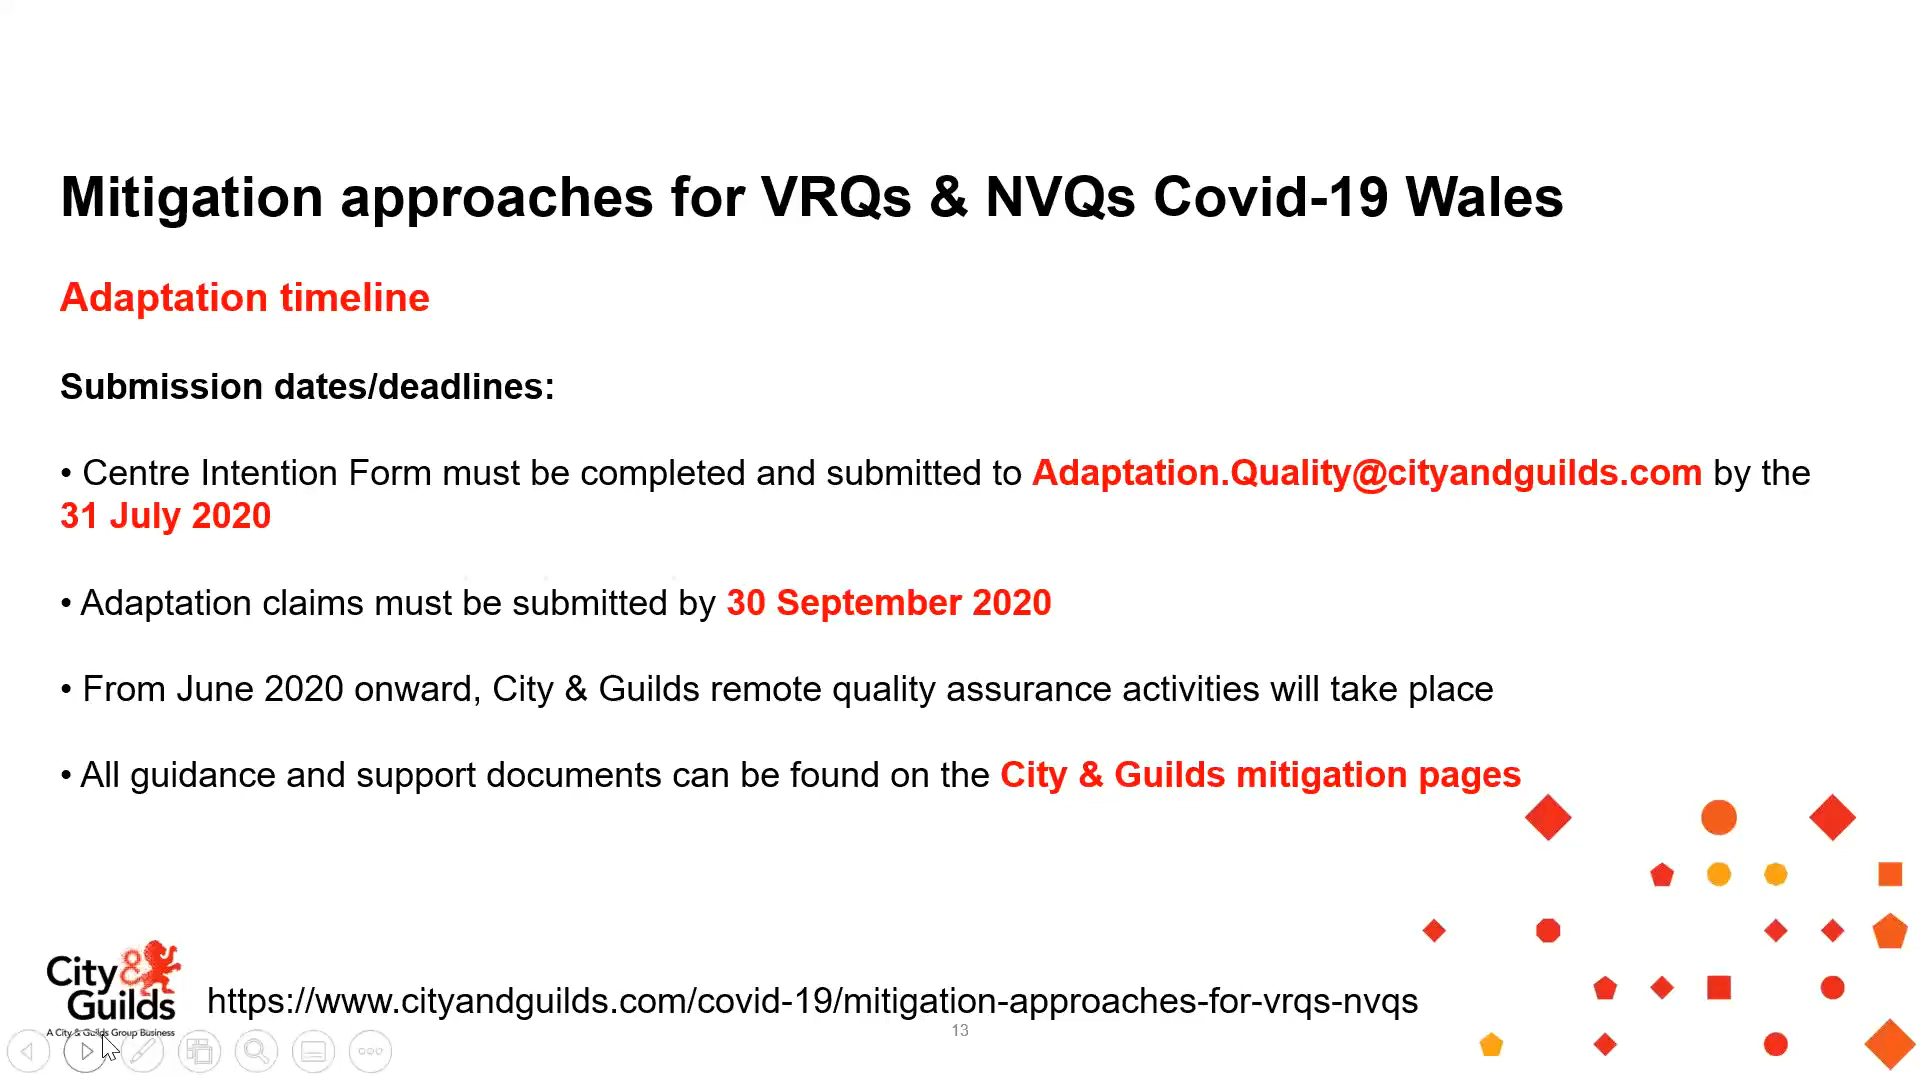 Mitigation approaches for VRQs & NVQs Covid-19 Wales
Adaptation timeline
Submission dates/deadlines:
• Centre Intention Form must be completed and submitted to Adaptation.Quality@cityandguilds.com by the
31 July 2020
• Adaptation claims must be submitted by 30 September 2020
• From June 2020 onward, City & Guilds remote quality assurance activities will take place
• All guidance and support documents can be found on the City & Guilds mitigation pages
City &
Guilds
A City & Guilds Group Business
https://www.cityandguilds.com/covid-19/mitigation-approaches-for-vrqs-nvqs
13